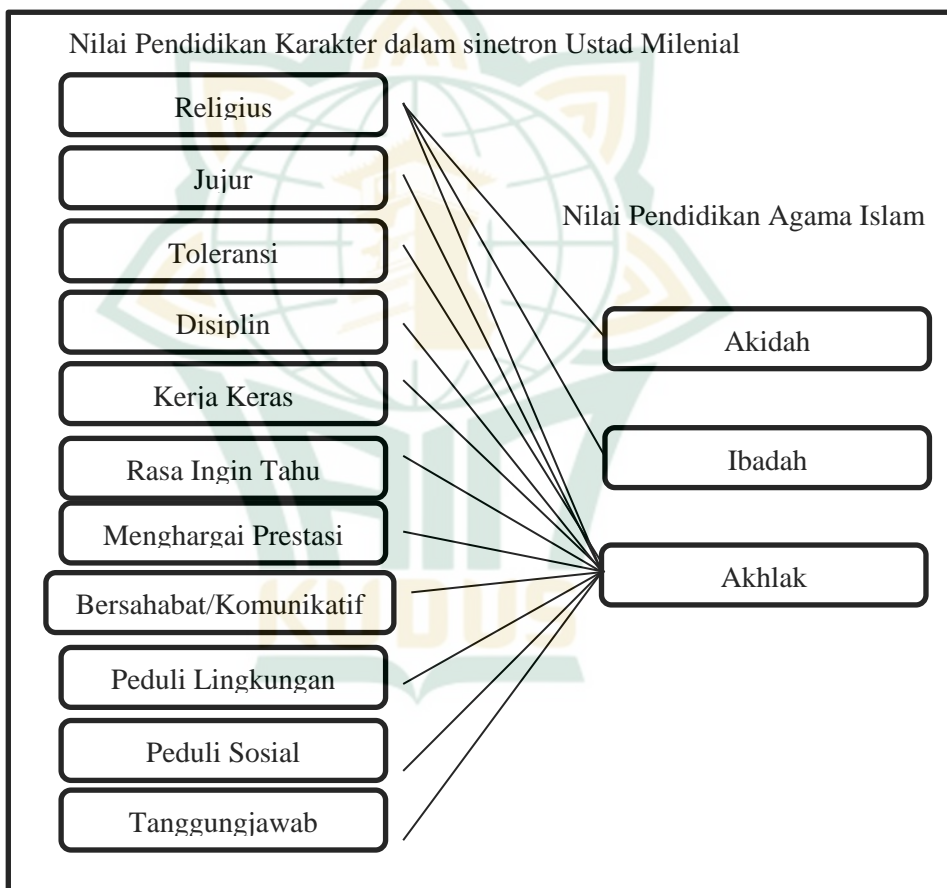 Nilai Pendidikan Karakter dalam sinetron Ustad Milenial
Religius
Jujur
Toleransi
Disiplin
Kerja Keras
Rasa Ingin Tahu
Menghargai Prestasi
Bersahabat/Komunikatif
Peduli Lingkungan
Peduli Sosial
Tanggungjawab
Nilai Pendidikan Agama Islam
Akidah
Ibadah
Akhlak
KUDUS